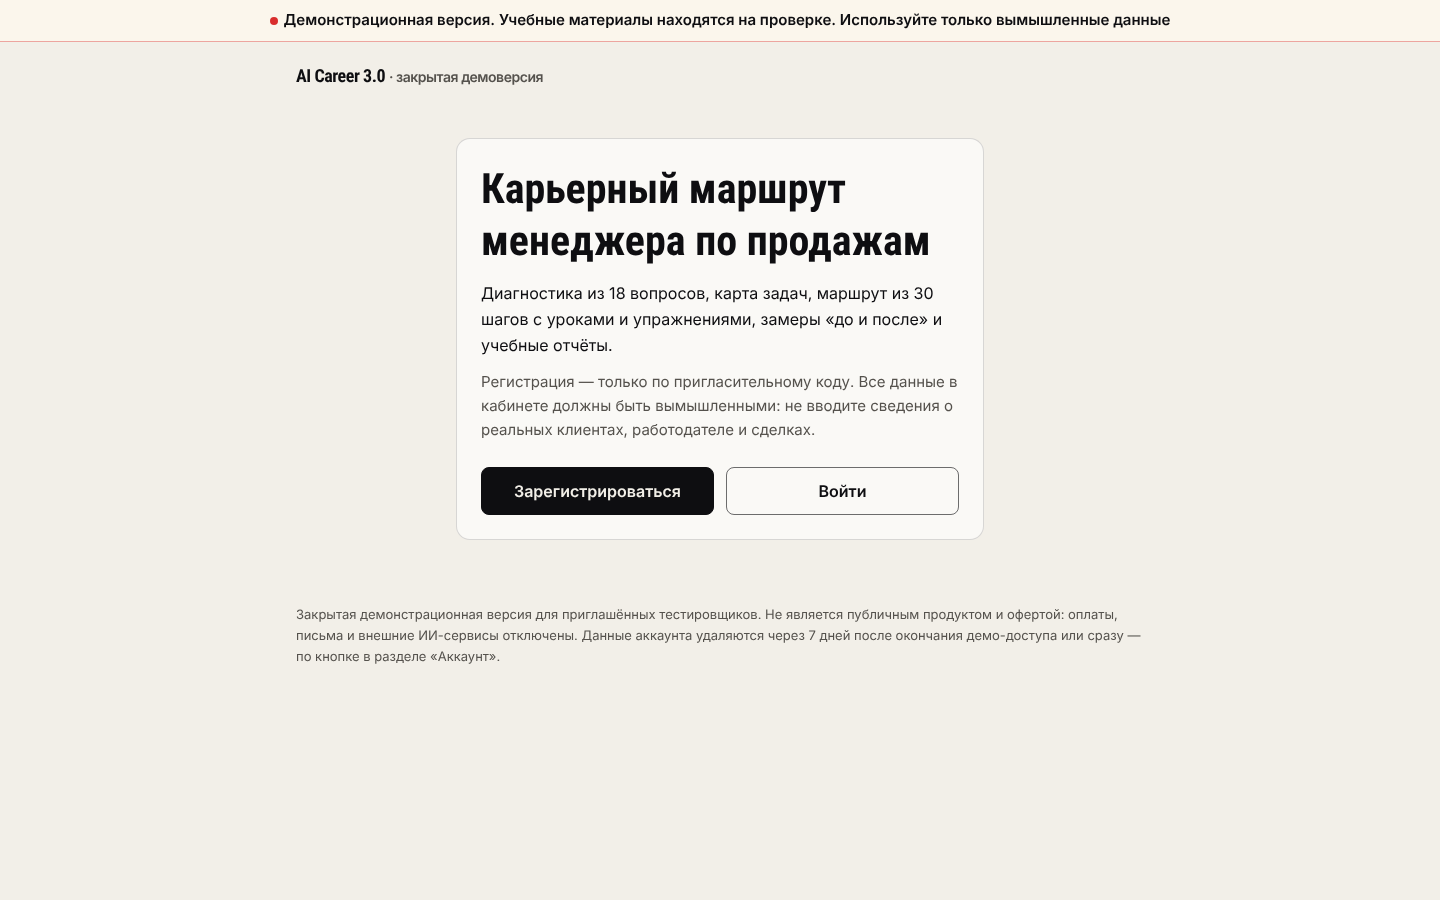 Демонстрационная версия. Учебные материалы находятся на проверке. Используйте только вымышленные данные
AI Career 3.0 · закрытая демоверсия
Карьерный маршрут
менеджера по продажам
Диагностика из 18 вопросов, карта задач, маршрут из 30
шагов с уроками и упражнениями, замеры «до и после» и
учебные отчёты.
Регистрация — только по пригласительному коду. Все данные в
кабинете должны быть вымышленными: не вводите сведения о
реальных клиентах, работодателе и сделках.
Зарегистрироваться
Войти
Закрытая демонстрационная версия для приглашённых тестировщиков. Не является публичным продуктом и офертой: оплаты,
письма и внешние ИИ-сервисы отключены. Данные аккаунта удаляются через 7 дней после окончания демо-доступа или сразу —
по кнопке в разделе «Аккаунт».